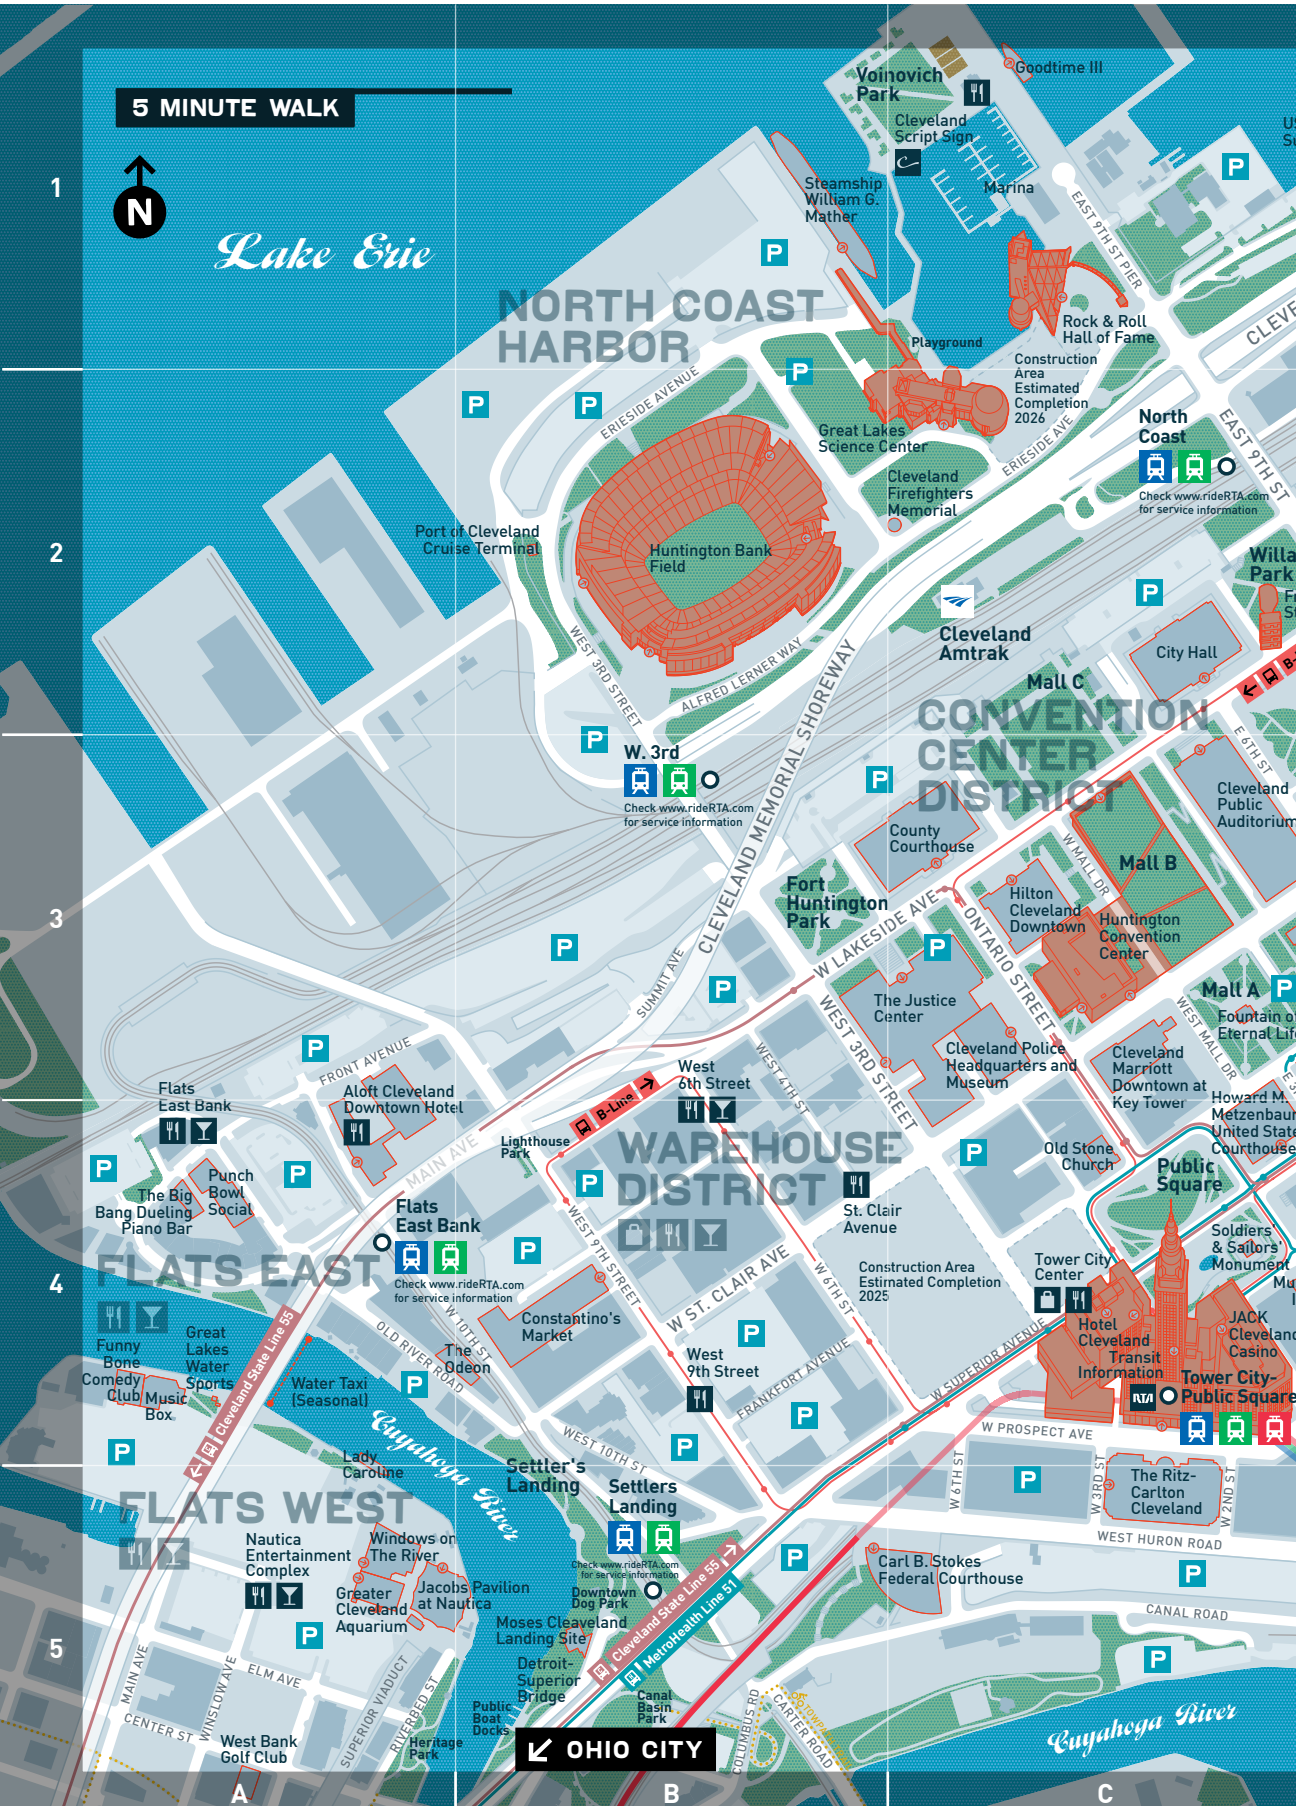 5 MINUTE WALK
N
Lake Erie
1
Voinovich
Park
Goodtime III
Cleveland
Script Sign
Marina
Steamship
William G.
Mather
P
P
EAST 9TH ST PIER
NORTH COAST
HARBOR
Rock & Roll
Hall of Fame
CLEVE
Playground
Construction
Area
Estimated
Completion
2026
2
P
P
P
ERIESIDE AVENUE
Great Lakes
Science Center
ERIESIDE AVE
North
Coast
EAST 9TH ST
Check www.rideRTA.com
for service information
Cleveland
Firefighters
Memorial
Port of Cleveland
Cruise Terminal
Huntington Bank
Field
Willa
Park
P
Cleveland
Amtrak
City Hall
WEST 3RD STREET
ALFRED LERNER WAY
Mall C
CONVENTION
CENTER
DISTRICT
CLEVELAND MEMORIAL SHOREWAY
E 6TH ST
3
P
W. 3rd
Check www.rideRTA.com
for service information
P
Cleveland
Public
Auditorium
County
Courthouse
W MALL DR
Mall B
Fort
Huntington
Park
Hilton
Cleveland
Downtown
Huntington
Convention
Center
W LAKESIDE AVE
ONTARIO STREET
P
P
P
SUMMIT AVE
The Justice
Center
WEST 3RD STREET
Mall A
P
Fountain of
Eternal Life
WEST MALL DR
Cleveland Police
Headquarters and
Museum
Cleveland
Marriott
Downtown at
Key Tower
P
FRONT AVENUE
WEST 4TH ST
West
6th Street
B-Line
4
Flats
East Bank
Aloft Cleveland
Downtown Hotel
Howard M.
Metzenbaum
United State
Courthouse
MAIN AVE
Lighthouse
Park
WAREHOUSE
DISTRICT
P
Old Stone
Church
Public
Square
P
P
P
Punch
Bowl
Social
The Big
Bang Dueling
Piano Bar
St. Clair
Avenue
Flats
East Bank
Check www.rideRTA.com
for service information
WEST 9TH STREET
P
FLATS EAST
Soldiers'
& Sailors'
Monument
Tower City
Center
Construction Area
Estimated Completion
2025
W ST. CLAIR AVE
W 6TH ST
Constantino's
Market
W 10TH ST
OLD RIVER ROAD
The
Odeon
P
Hotel
Cleveland
JACK
Cleveland
Casino
Transit
Information
RTA
Tower City-
Public Square
Funny
Bone
Comedy
Club
Great
Lakes
Water
Sports
Music
Box
Cleveland State Line 55
Water Taxi
(Seasonal)
P
West
9th Street
FRANKFORT AVENUE
W SUPERIOR AVENUE
P
W PROSPECT AVE
P
Cuyahoga River
Lady
Caroline
WEST 10TH ST
P
5
FLATS WEST
Settler's
Landing
Settlers
Landing
Check www.rideRTA.com
for service information
W 6TH ST
P
W 3RD ST
The Ritz-
Carlton
Cleveland
W 2ND ST
WEST HURON ROAD
Nautica
Entertainment
Complex
Windows on
The River
Greater
Cleveland
Aquarium
Jacobs Pavilion
at Nautica
Downtown
Dog Park
Moses Cleaveland
Landing Site
P
Carl B. Stokes
Federal Courthouse
P
CANAL ROAD
P
Cleveland State Line 55
MetroHealth Line 51
P
Detroit-
Superior
Bridge
MAIN AVE
WINSLOW AVE
ELM AVE
CENTER ST
SUPERIOR VIADUCT
RIVERBED ST
Public
Boat
Docks
Heritage
Park
Canal
Basin
Park
COLUMBUS RD
CARTER ROAD
Cuyahoga River
West Bank
Golf Club
OHIO CITY
A
B
C